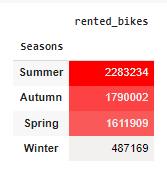 rented_bikes
Seasons
Summer 2283234
Autumn 1790002
Spring 1611909
Winter 487169